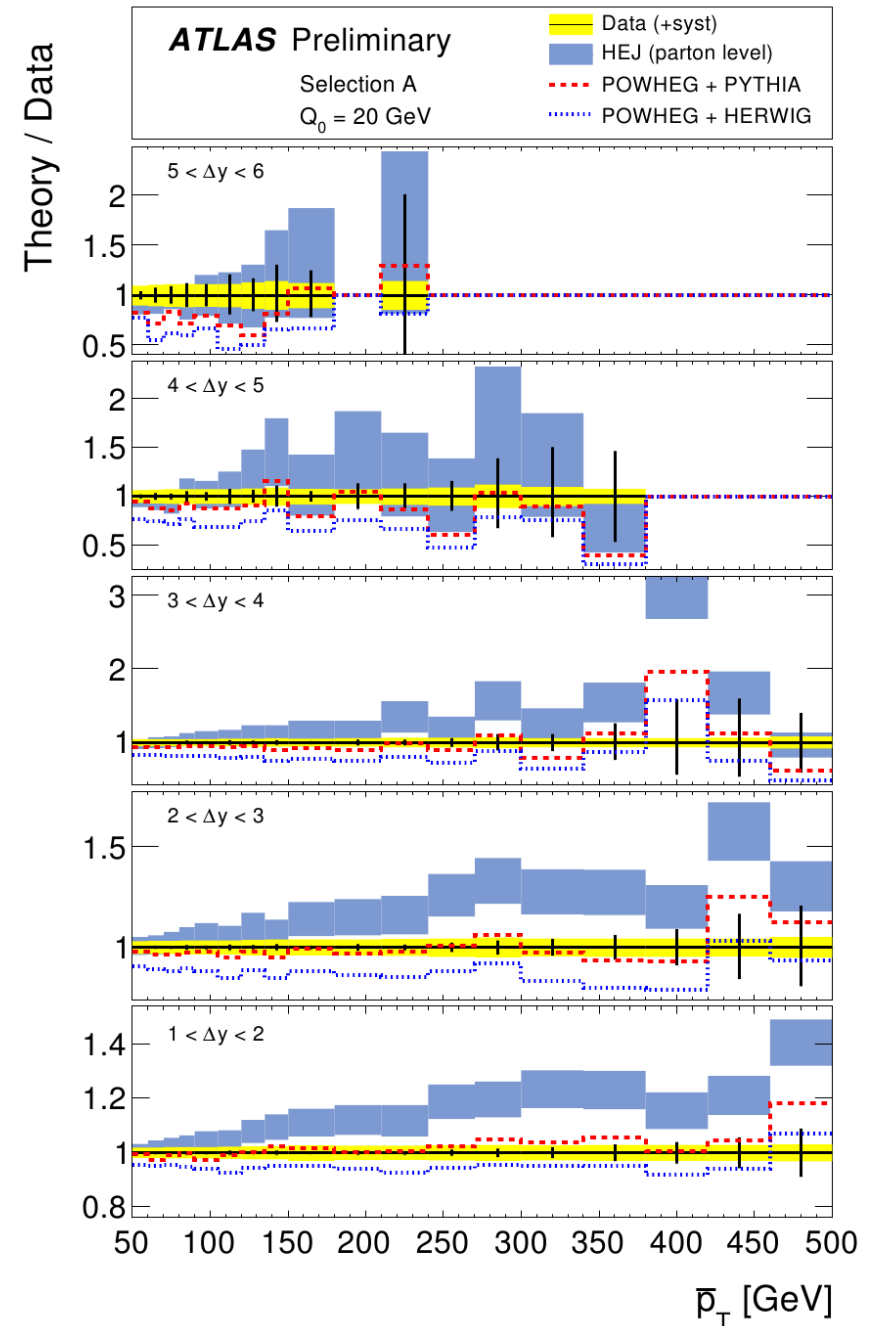 Theory / Data
ATLAS Preliminary
Selection A
Q0 = 20 GeV
Data (+syst)
HEJ (parton level)
POWHEG + PYTHIA
POWHEG + HERWIG
5 < Δy < 6
2
1.5
1
0.5
4 < Δy < 5
2
1.5
1
0.5
3 < Δy < 4
3
2
1
2 < Δy < 3
1.5
1
1 < Δy < 2
1.4
1.2
1
0.8
50 100 150 200 250 300 350 400 450 500
p̅T [GeV]